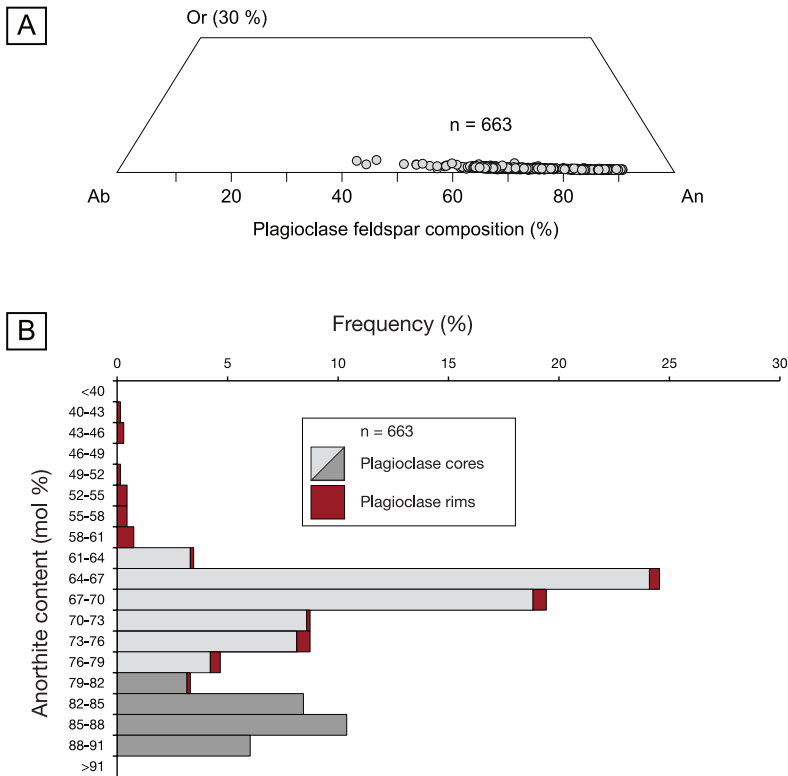 A
Or (30 %)
n = 663
Ab
20
40
60
80
An
Plagioclase feldspar composition (%)
B
Frequency (%)
0
5
10
15
20
25
30
Anorthite content (mol %)
<40
40-43
43-46
46-49
49-52
52-55
55-58
58-61
61-64
64-67
67-70
70-73
73-76
76-79
79-82
82-85
85-88
88-91
>91
n = 663
Plagioclase cores
Plagioclase rims